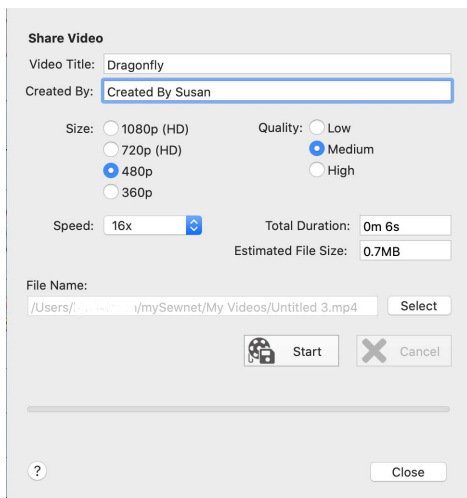 Share Video
Video Title: Dragonfly
Created By: Created By Susan
Size: 1080p (HD) Quality: Low
720p (HD) Medium
480p High
360p
Speed: 16x Total Duration: 0m 6s
Estimated File Size: 0.7MB
File Name:
/Users/ /mySewnet/My Videos/Untitled 3.mp4 Select
Start Cancel
? Close